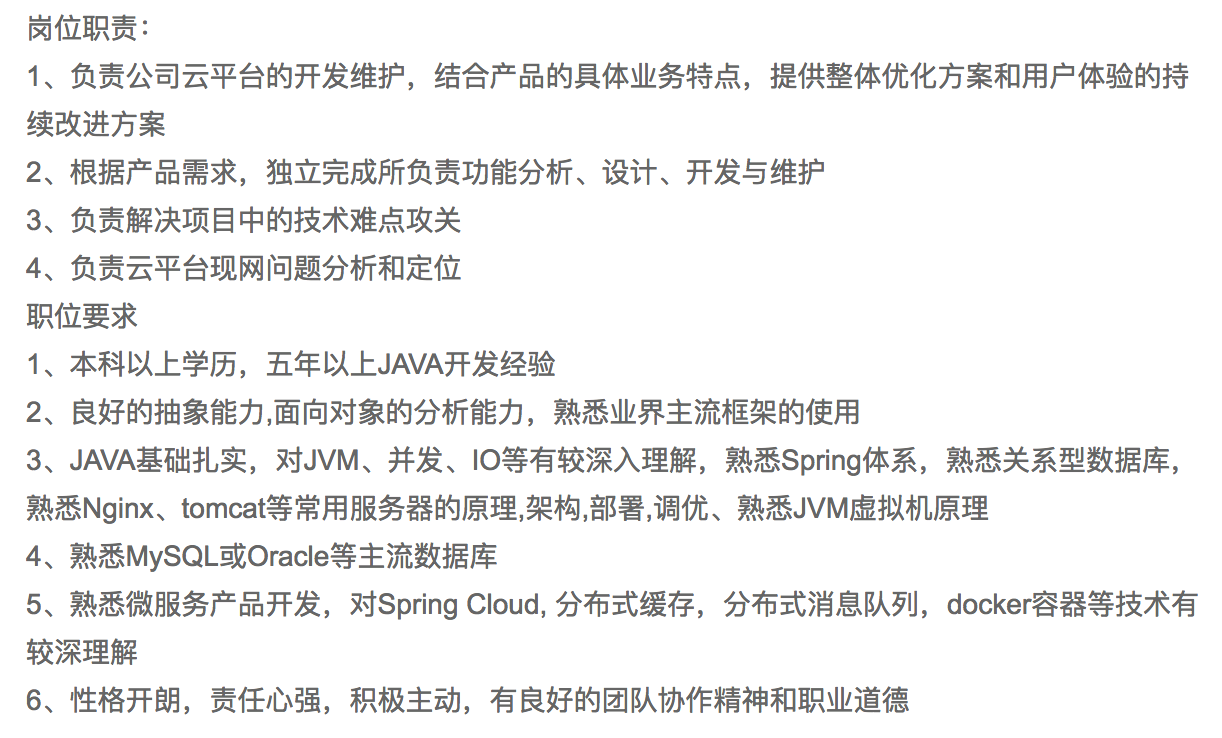 岗位职责：
1、负责公司云平台的开发维护，结合产品的具体业务特点，提供整体优化方案和用户体验的持
续改进方案
2、根据产品需求，独立完成所负责功能分析、设计、开发与维护
3、负责解决项目中的技术难点攻关
4、负责云平台现网问题分析和定位
职位要求
1、本科以上学历，五年以上JAVA开发经验
2、良好的抽象能力,面向对象的分析能力，熟悉业界主流框架的使用
3、JAVA基础扎实，对JVM、并发、IO等有较深入理解，熟悉Spring体系，熟悉关系型数据库，
熟悉Nginx、tomcat等常用服务器的原理,架构,部署,调优、熟悉JVM虚拟机原理
4、熟悉MySQL或Oracle等主流数据库
5、熟悉微服务产品开发，对Spring Cloud, 分布式缓存，分布式消息队列，docker容器等技术有
较深理解
6、性格开朗，责任心强，积极主动，有良好的团队协作精神和职业道德